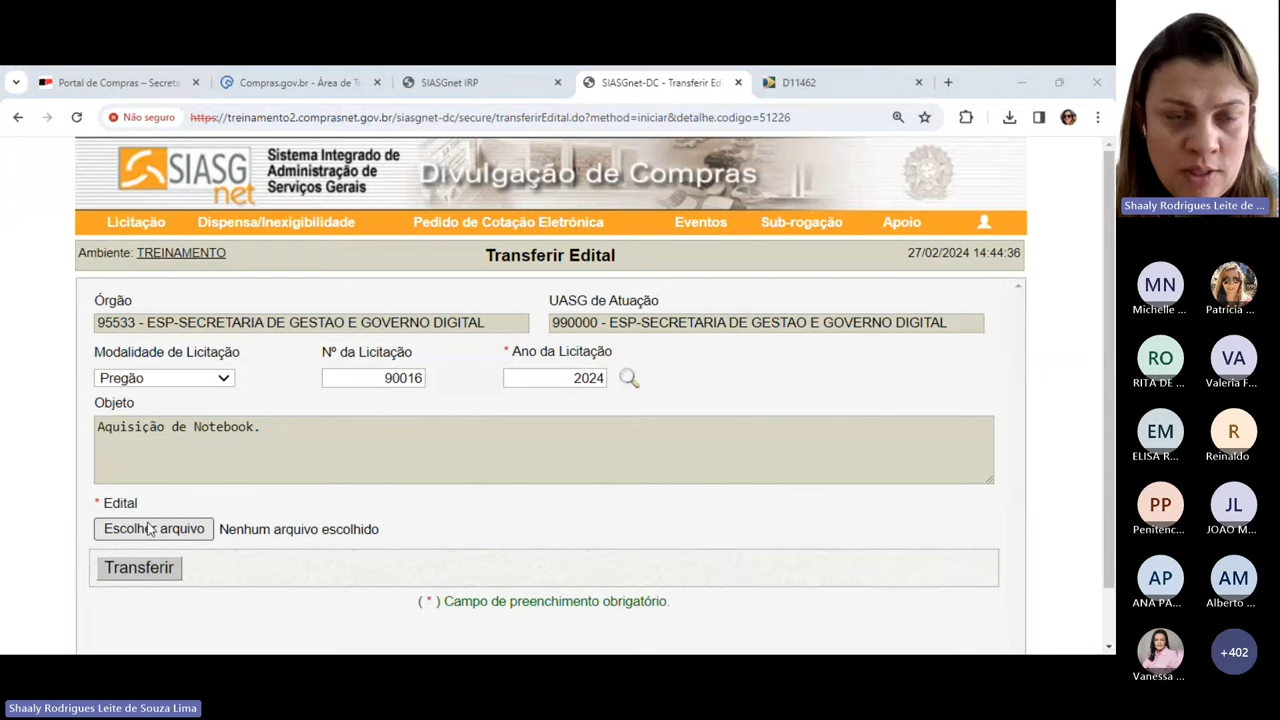 Portal de Compras – Secreta
Compras.gov.br - Área de Tr
SIASGnet IRP
SIASGnet-DC - Transferir Ed
D11462
Não seguro
https://treinamento2.comprasnet.gov.br/siasgnet-dc/secure/transferirEdital.do?method=iniciar&detalhe.codigo=51226
SIASG
net
Sistema Integrado de
Administração de
Serviços Gerais
Divulgação de Compras
Licitação Dispensa/Inexigibilidade Pedido de Cotação Eletrônica Eventos Sub-rogação Apoio
Ambiente: TREINAMENTO
Transferir Edital
27/02/2024 14:44:36
Órgão
UASG de Atuação
95533 - ESP-SECRETARIA DE GESTAO E GOVERNO DIGITAL
990000 - ESP-SECRETARIA DE GESTAO E GOVERNO DIGITAL
Modalidade de Licitação
Nº da Licitação
* Ano da Licitação
Pregão
90016
2024
Objeto
Aquisição de Notebook.
* Edital
Escolher arquivo
Nenhum arquivo escolhido
Transferir
( * ) Campo de preenchimento obrigatório.
Shaaly Rodrigues Leite de ...
MN
Michelle ...
Patrícia ...
RO
RITA DE ...
VA
Valeria F...
EM
ELISA R...
R
Reinaldo
PP
Penitenc...
JL
JOAO M...
AP
ANA PA...
AM
Alberto ...
Vanessa ...
+402
Shaaly Rodrigues Leite de Souza Lima